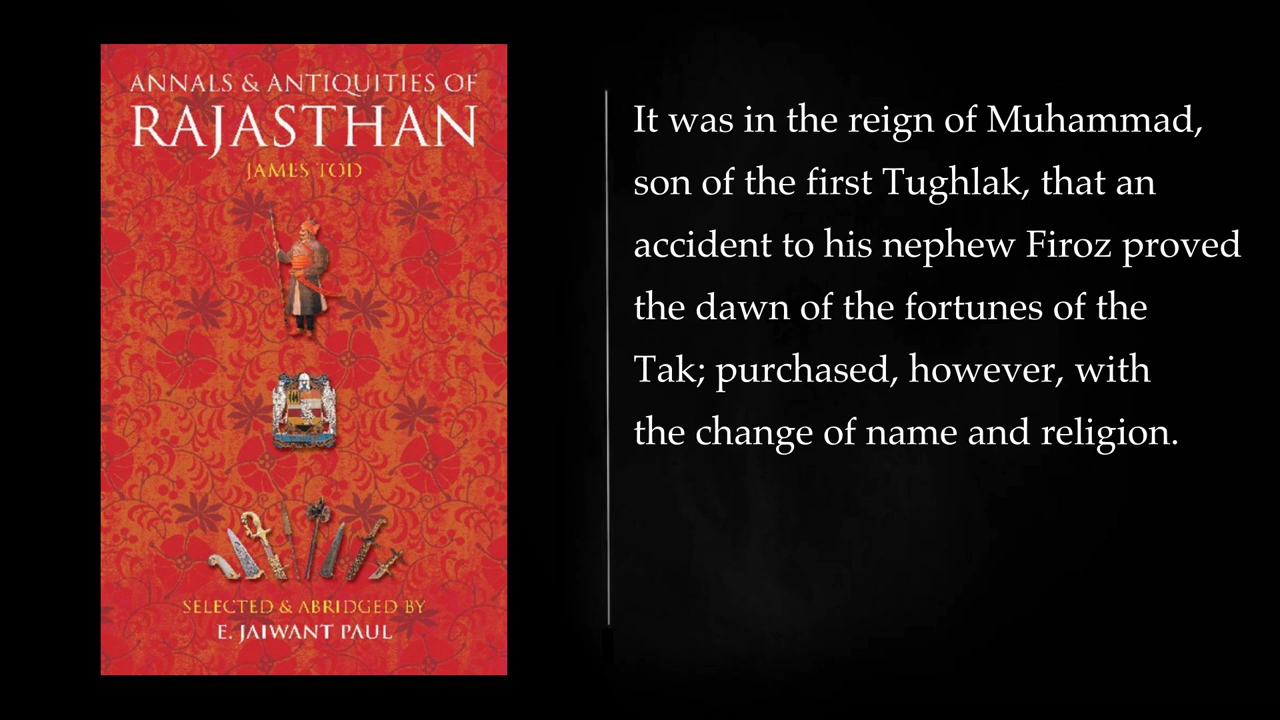 ANNALS & ANTIQUITIES OF
RAJASTHAN
JAMES TOD
SELECTED & ABRIDGED BY
E. JAIWANT PAUL
It was in the reign of Muhammad,
son of the first Tughlak, that an
accident to his nephew Firoz proved
the dawn of the fortunes of the
Tak; purchased, however, with
the change of name and religion.